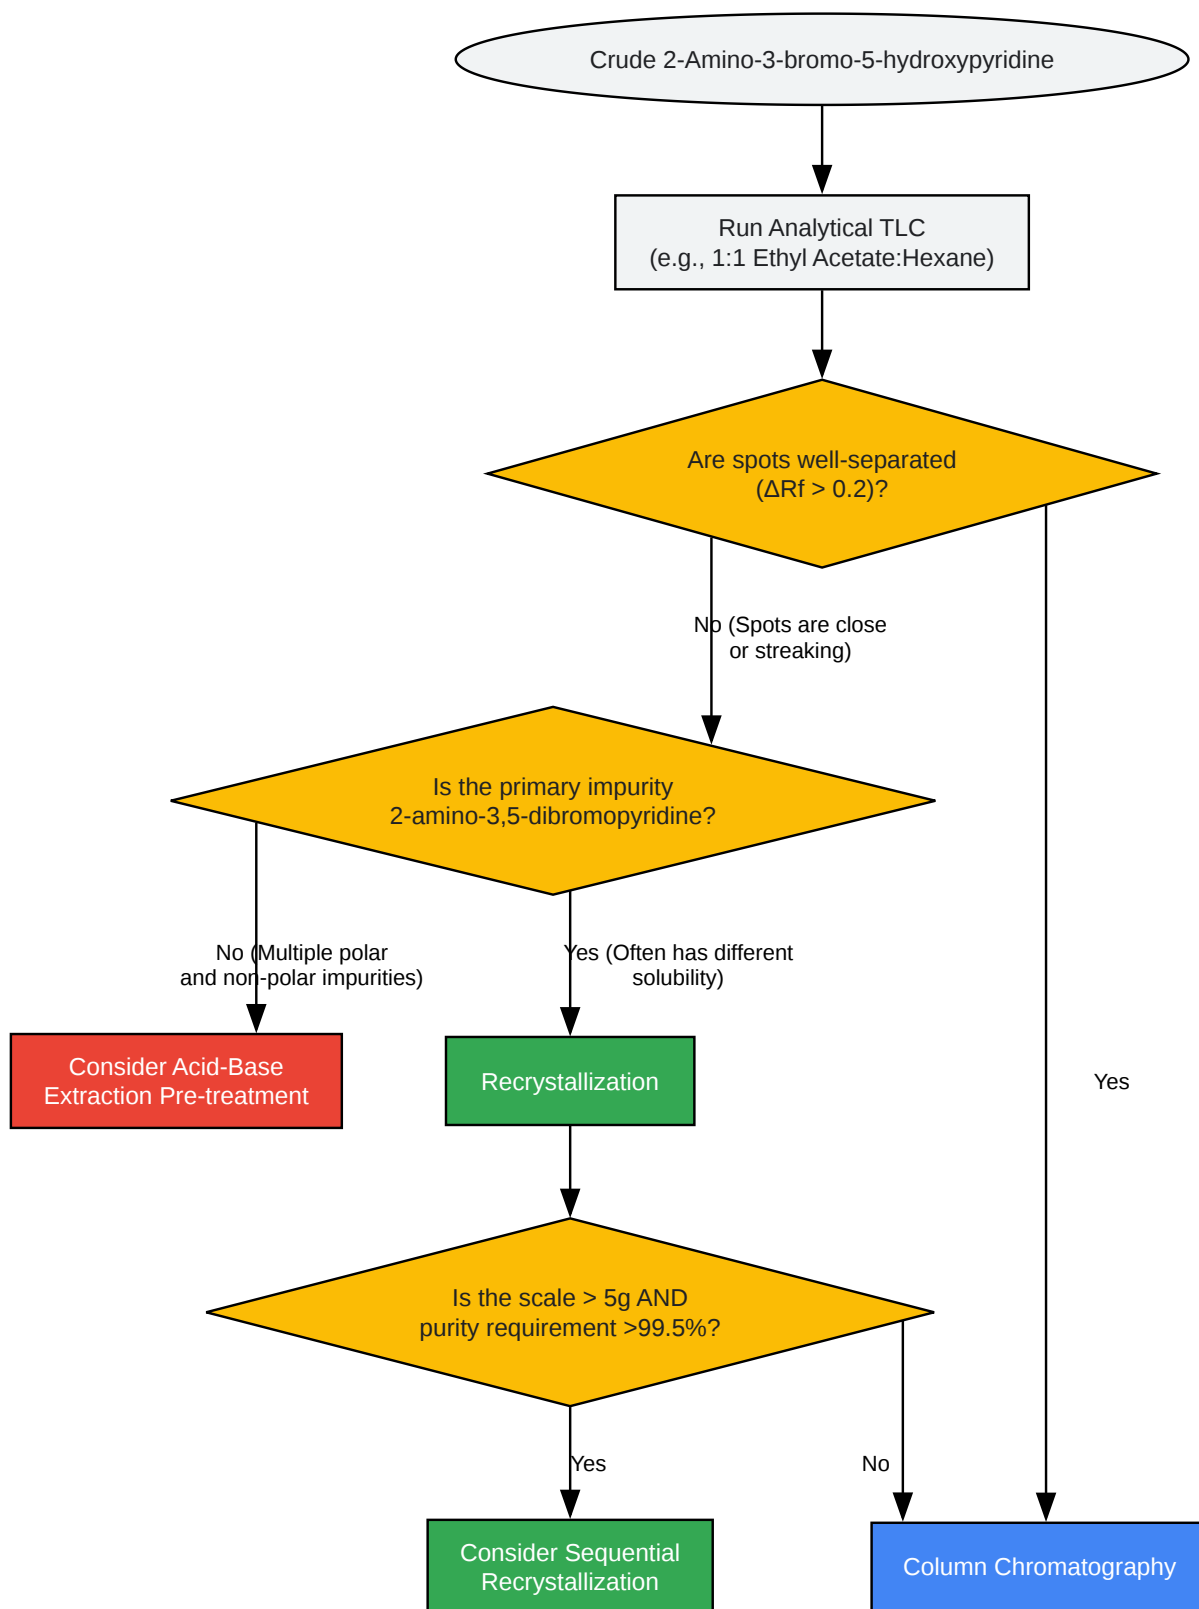 Crude 2-Amino-3-bromo-5-hydroxypyridine
Run Analytical TLC
(e.g., 1:1 Ethyl Acetate:Hexane)
Are spots well-separated
(ΔRf > 0.2)?
No (Spots are close
or streaking)
Is the primary impurity
2-amino-3,5-dibromopyridine?
No (Multiple polar
and non-polar impurities)
Yes (Often has different
solubility)
Consider Acid-Base
Extraction Pre-treatment
Recrystallization
Yes
Is the scale > 5g AND
purity requirement >99.5%?
Yes
No
Consider Sequential
Recrystallization
Column Chromatography